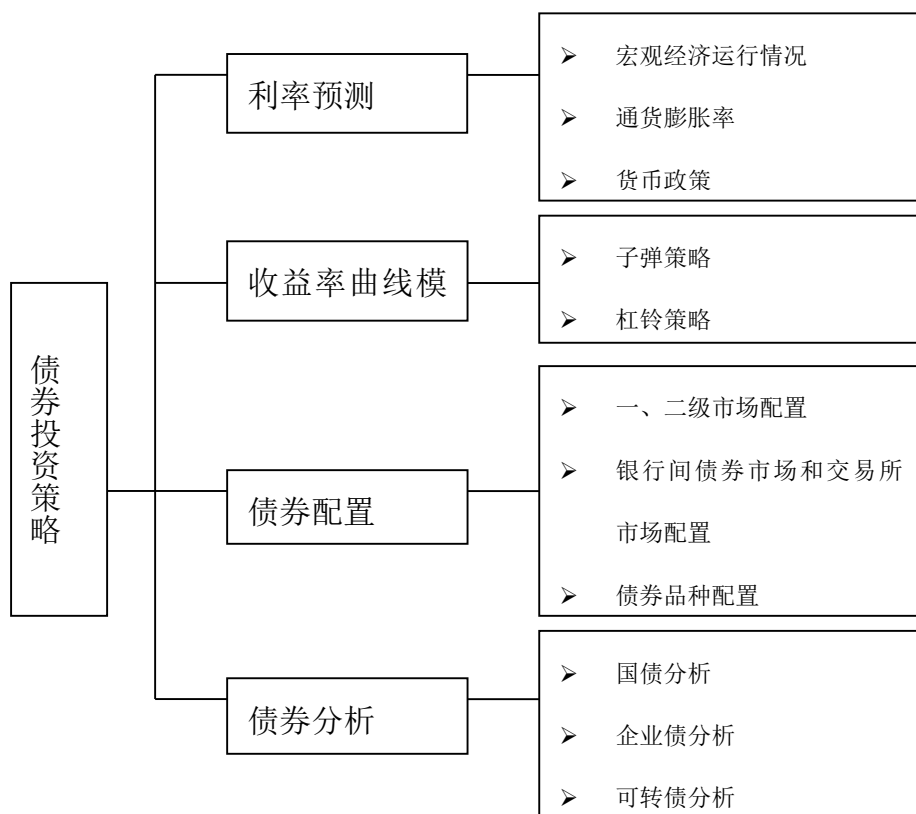 债券投资策略
利率预测
宏观经济运行情况
通货膨胀率
货币政策
收益率曲线模
子弹策略
杠铃策略
债券配置
一、二级市场配置
银行间债券市场和交易所
市场配置
债券品种配置
债券分析
国债分析
企业债分析
可转债分析